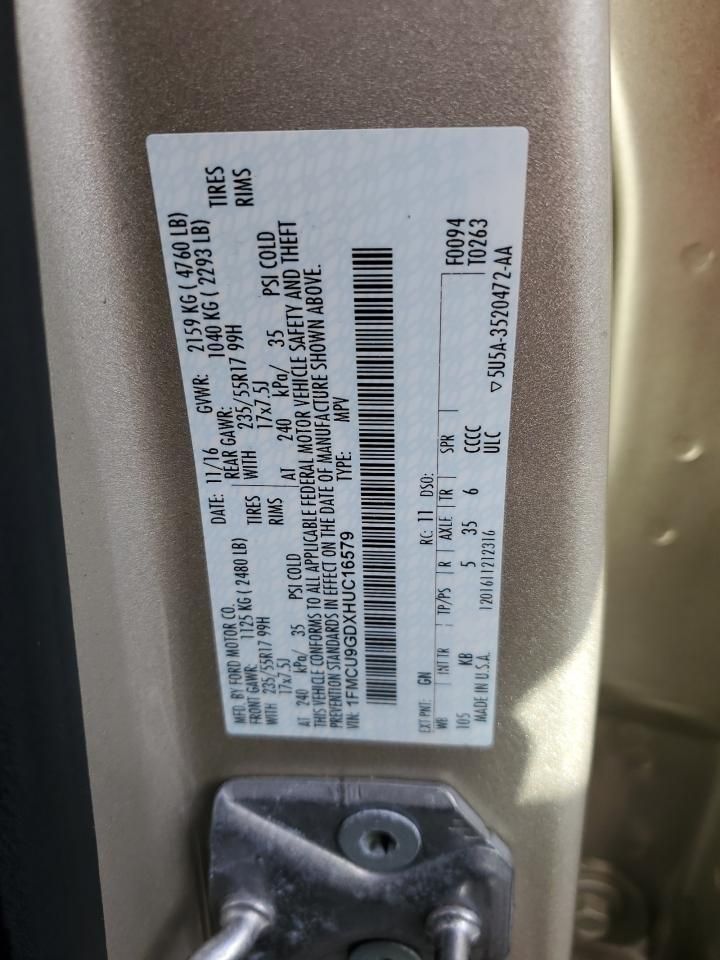 MFD. BY FORD MOTOR CO.
DATE: 11/16 GVWR: 2159 KG ( 4760 LB)
FRONT GAWR: 1125 KG ( 2480 LB) REAR GAWR: 1040 KG ( 2293 LB)
WITH 235/55R17 99H TIRES WITH 235/55R17 99H TIRES
17x7.5J RIMS 17x7.5J RIMS
AT 240 kPa/ 35 PSI COLD AT 240 kPa/ 35 PSI COLD
THIS VEHICLE CONFORMS TO ALL APPLICABLE FEDERAL MOTOR VEHICLE SAFETY AND THEFT
PREVENTION STANDARDS IN EFFECT ON THE DATE OF MANUFACTURE SHOWN ABOVE.
VIN: 1FMCU9GDXHUC16579 TYPE: MPV
F0094
T0263
EXT PNT: GN RC: 11 DSO:
WB INT TR TP/PS R AXLE TR SPR
105 KB 5 35 6 CCCC
MADE IN U.S.A. 1201611212316 ULC
▽5U5A-3520472-AA